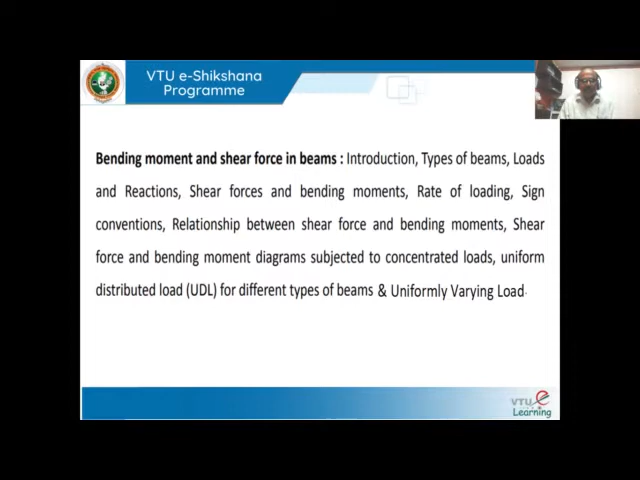 VTU e-Shikshana
Programme
Bending moment and shear force in beams : Introduction, Types of beams, Loads
and Reactions, Shear forces and bending moments, Rate of loading, Sign
conventions, Relationship between shear force and bending moments, Shear
force and bending moment diagrams subjected to concentrated loads, uniform
distributed load (UDL) for different types of beams & Uniformly Varying Load.
VTU e
Learning